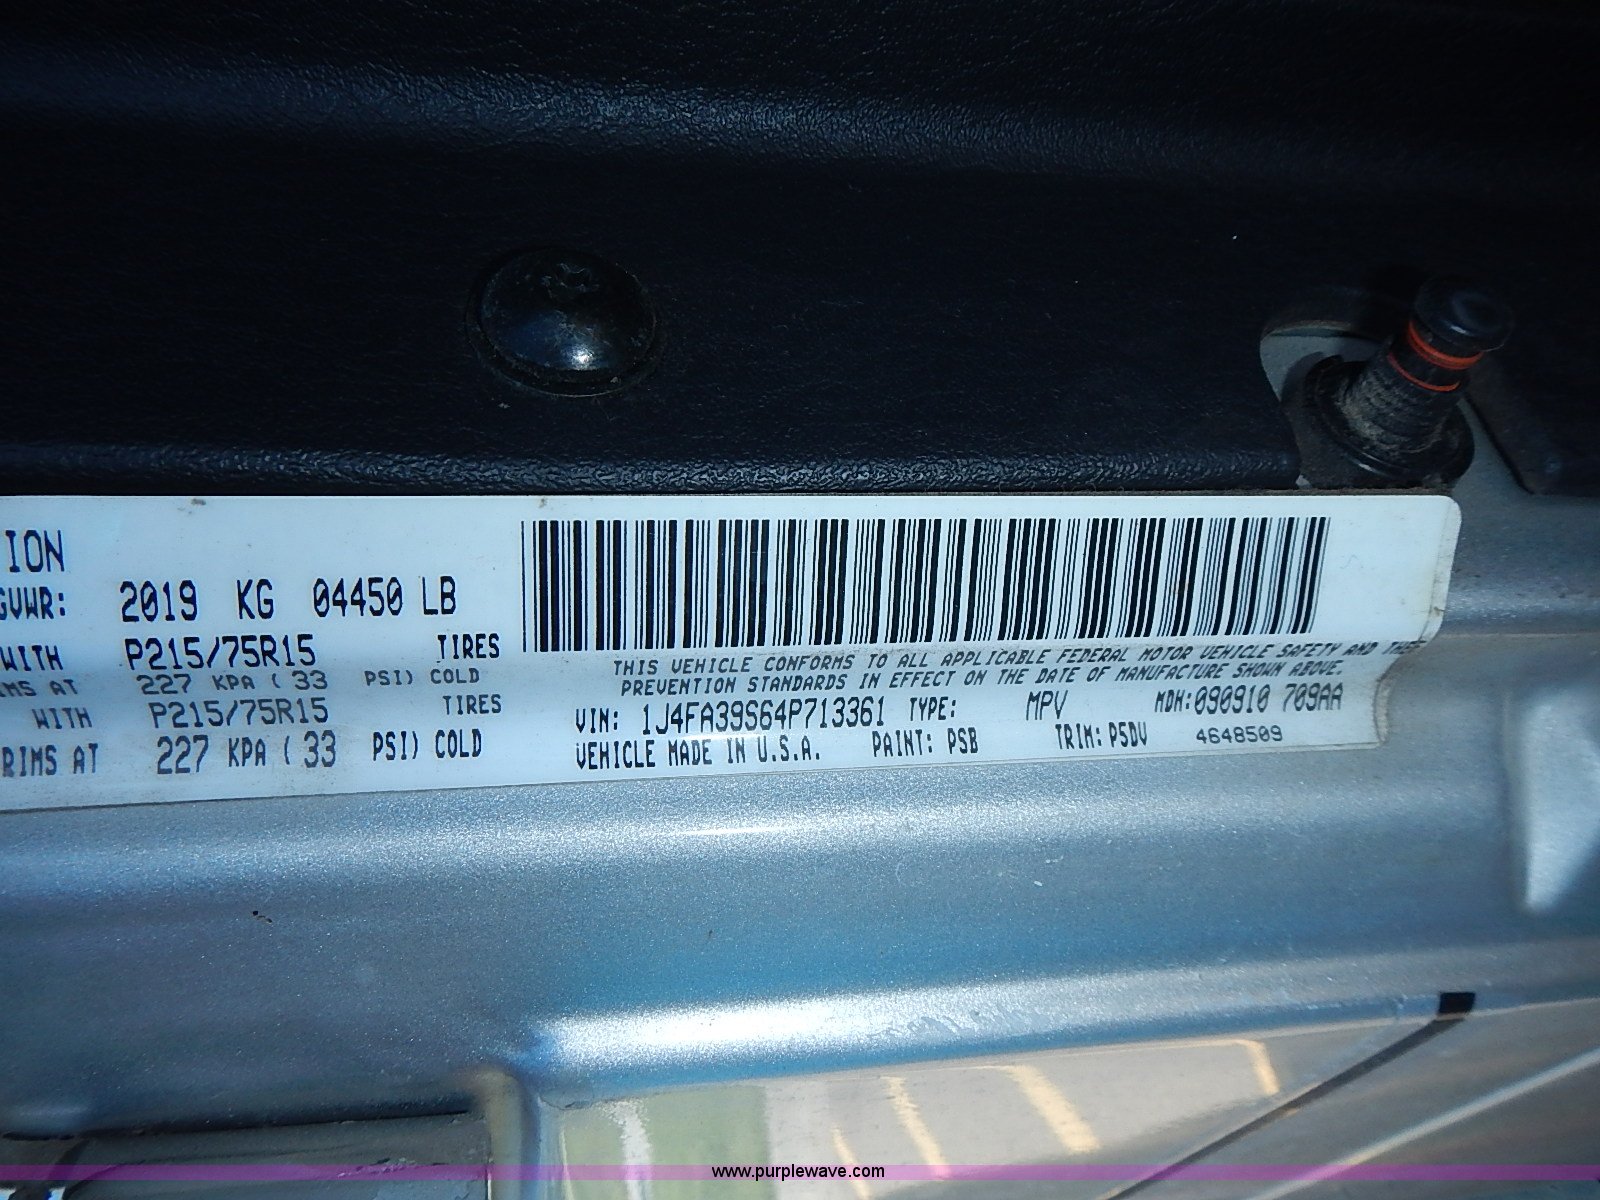 ION
GVWR: 2019 KG 04450 LB
WITH P215/75R15 TIRES
IMS AT 227 KPA ( 33 PSI) COLD
WITH P215/75R15 TIRES
RIMS AT 227 KPA ( 33 PSI) COLD
THIS VEHICLE CONFORMS TO ALL APPLICABLE FEDERAL MOTOR VEHICLE SAFETY AND THEF
PREVENTION STANDARDS IN EFFECT ON THE DATE OF MANUFACTURE SHOWN ABOVE.
VIN: 1J4FA39S64P713361 TYPE: MPV MDH:090910 709AA
VEHICLE MADE IN U.S.A. PAINT: PSB TRIM: P5DV 4648509
www.purplewave.com